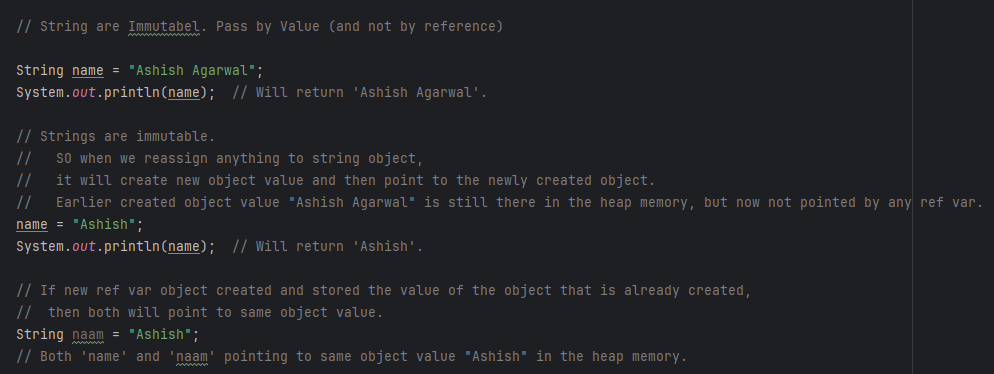 // String are Immutabel. Pass by Value (and not by reference)
String name = "Ashish Agarwal";
System.out.println(name);  // Will return 'Ashish Agarwal'.
// Strings are immutable.
//   SO when we reassign anything to string object,
//   it will create new object value and then point to the newly created object.
//   Earlier created object value "Ashish Agarwal" is still there in the heap memory, but now not pointed by any ref var.
name = "Ashish";
System.out.println(name);  // Will return 'Ashish'.
// If new ref var object created and stored the value of the object that is already created,
//  then both will point to same object value.
String naam = "Ashish";
// Both 'name' and 'naam' pointing to same object value "Ashish" in the heap memory.